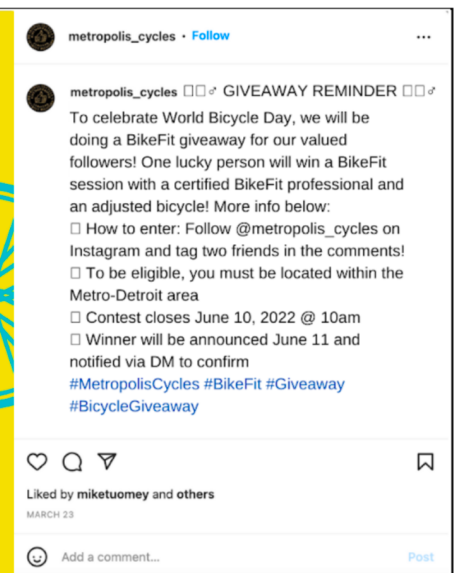 metropolis_cycles • Follow
metropolis_cycles □□♂ GIVEAWAY REMINDER □□♂
To celebrate World Bicycle Day, we will be
doing a BikeFit giveaway for our valued
followers! One lucky person will win a BikeFit
session with a certified BikeFit professional and
an adjusted bicycle! More info below:
□ How to enter: Follow @metropolis_cycles on
Instagram and tag two friends in the comments!
□ To be eligible, you must be located within the
Metro-Detroit area
□ Contest closes June 10, 2022 @ 10am
□ Winner will be announced June 11 and
notified via DM to confirm
#MetropolisCycles #BikeFit #Giveaway
#BicycleGiveaway
Liked by miketuomey and others
MARCH 23
Add a comment...
Post